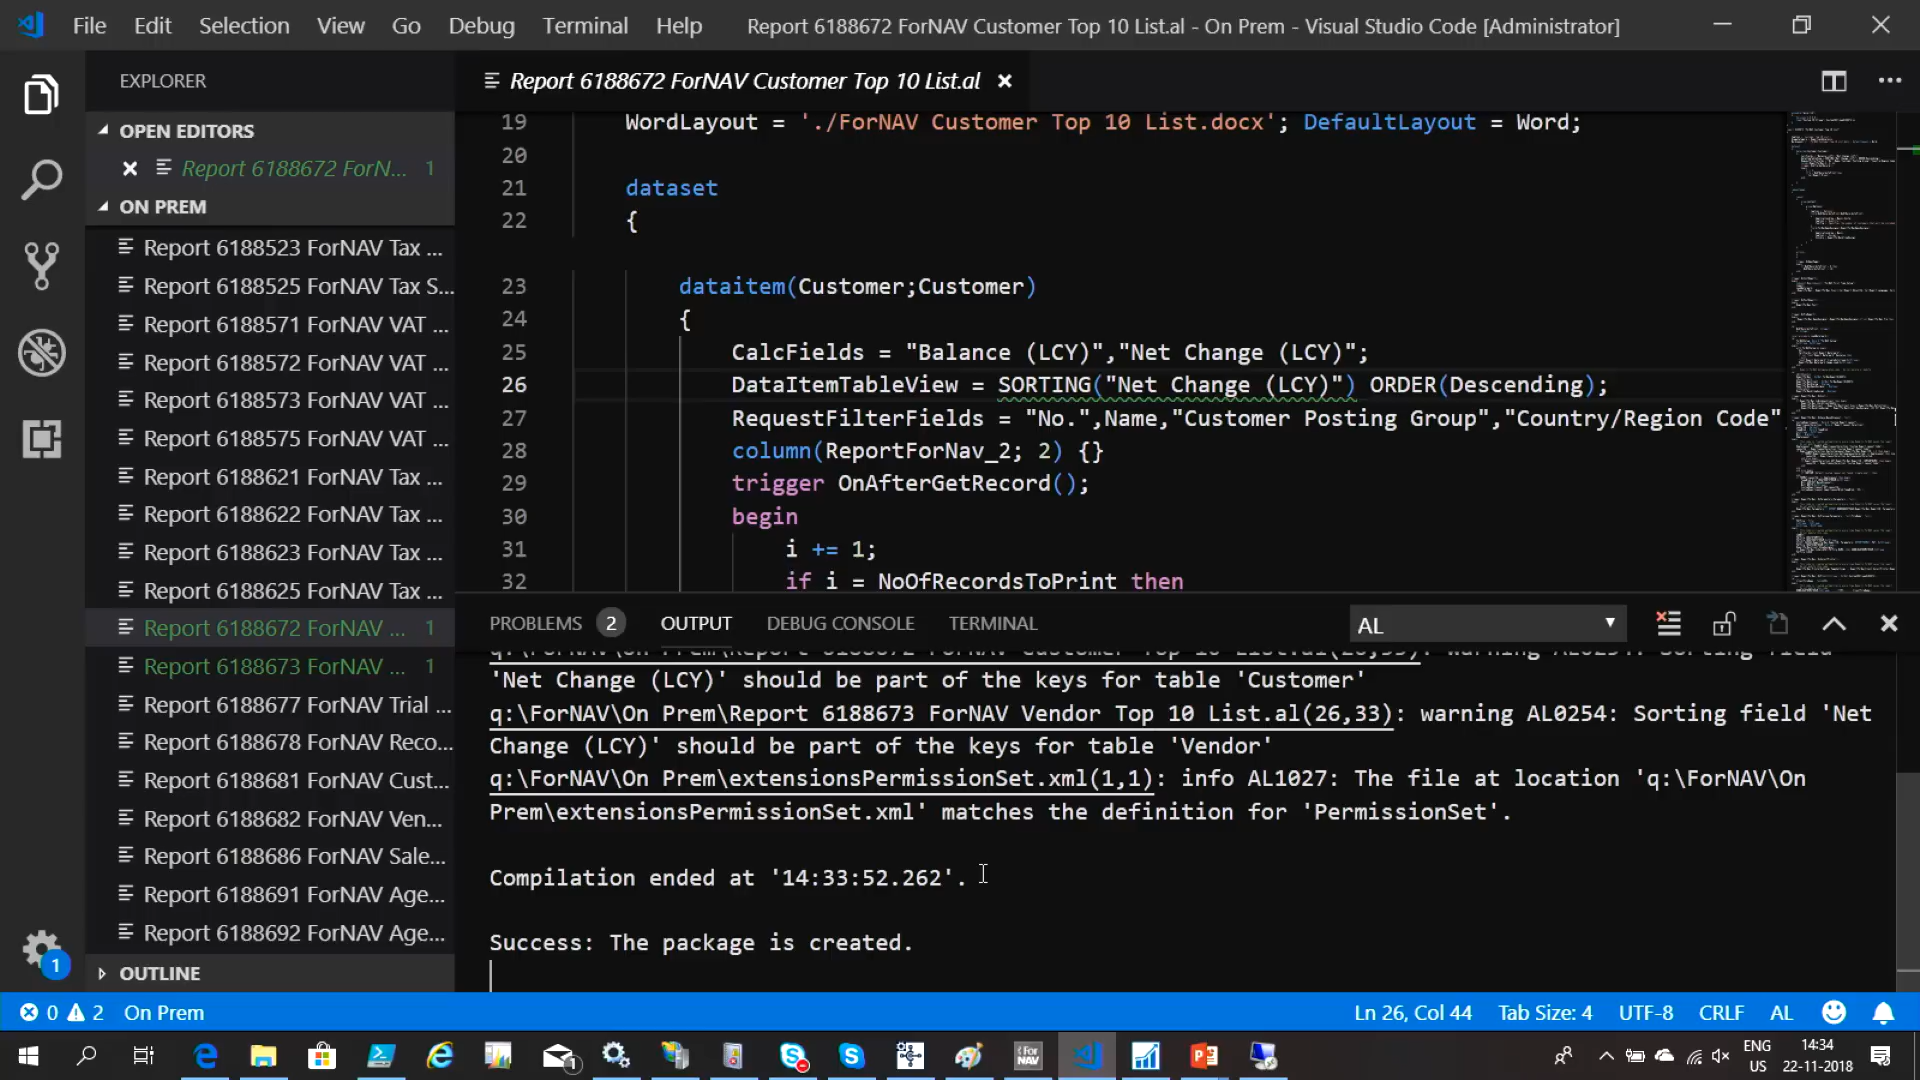 File Edit Selection View Go Debug Terminal Help Report 6188672 ForNAV Customer Top 10 List.al - On Prem - Visual Studio Code [Administrator]
EXPLORER
Report 6188672 ForNAV Customer Top 10 List.al
OPEN EDITORS
Report 6188672 ForN... 1
ON PREM
Report 6188523 ForNAV Tax ...
Report 6188525 ForNAV Tax S...
Report 6188571 ForNAV VAT ...
Report 6188572 ForNAV VAT ...
Report 6188573 ForNAV VAT ...
Report 6188575 ForNAV VAT ...
Report 6188621 ForNAV Tax ...
Report 6188622 ForNAV Tax ...
Report 6188623 ForNAV Tax ...
Report 6188625 ForNAV Tax ...
Report 6188672 ForNAV ... 1
Report 6188673 ForNAV ... 1
Report 6188677 ForNAV Trial ...
Report 6188678 ForNAV Reco...
Report 6188681 ForNAV Cust...
Report 6188682 ForNAV Ven...
Report 6188686 ForNAV Sale...
Report 6188691 ForNAV Age...
Report 6188692 ForNAV Age...
OUTLINE
19 WordLayout = './ForNAV Customer Top 10 List.docx'; DefaultLayout = Word;
20
21 dataset
22 {
23 dataitem(Customer;Customer)
24 {
25 CalcFields = "Balance (LCY)","Net Change (LCY)";
26 DataItemTableView = SORTING("Net Change (LCY)") ORDER(Descending);
27 RequestFilterFields = "No.",Name,"Customer Posting Group","Country/Region Code"
28 column(ReportForNav_2; 2) {}
29 trigger OnAfterGetRecord();
30 begin
31 i += 1;
32 if i = NoOfRecordsToPrint then
PROBLEMS 2 OUTPUT DEBUG CONSOLE TERMINAL AL
'Net Change (LCY)' should be part of the keys for table 'Customer'
q:\ForNAV\On Prem\Report 6188673 ForNAV Vendor Top 10 List.al(26,33): warning AL0254: Sorting field 'Net
Change (LCY)' should be part of the keys for table 'Vendor'
q:\ForNAV\On Prem\extensionsPermissionSet.xml(1,1): info AL1027: The file at location 'q:\ForNAV\On
Prem\extensionsPermissionSet.xml' matches the definition for 'PermissionSet'.
Compilation ended at '14:33:52.262'.
Success: The package is created.
1
0 2 On Prem Ln 26, Col 44 Tab Size: 4 UTF-8 CRLF AL
ENG
US
14:34
22-11-2018